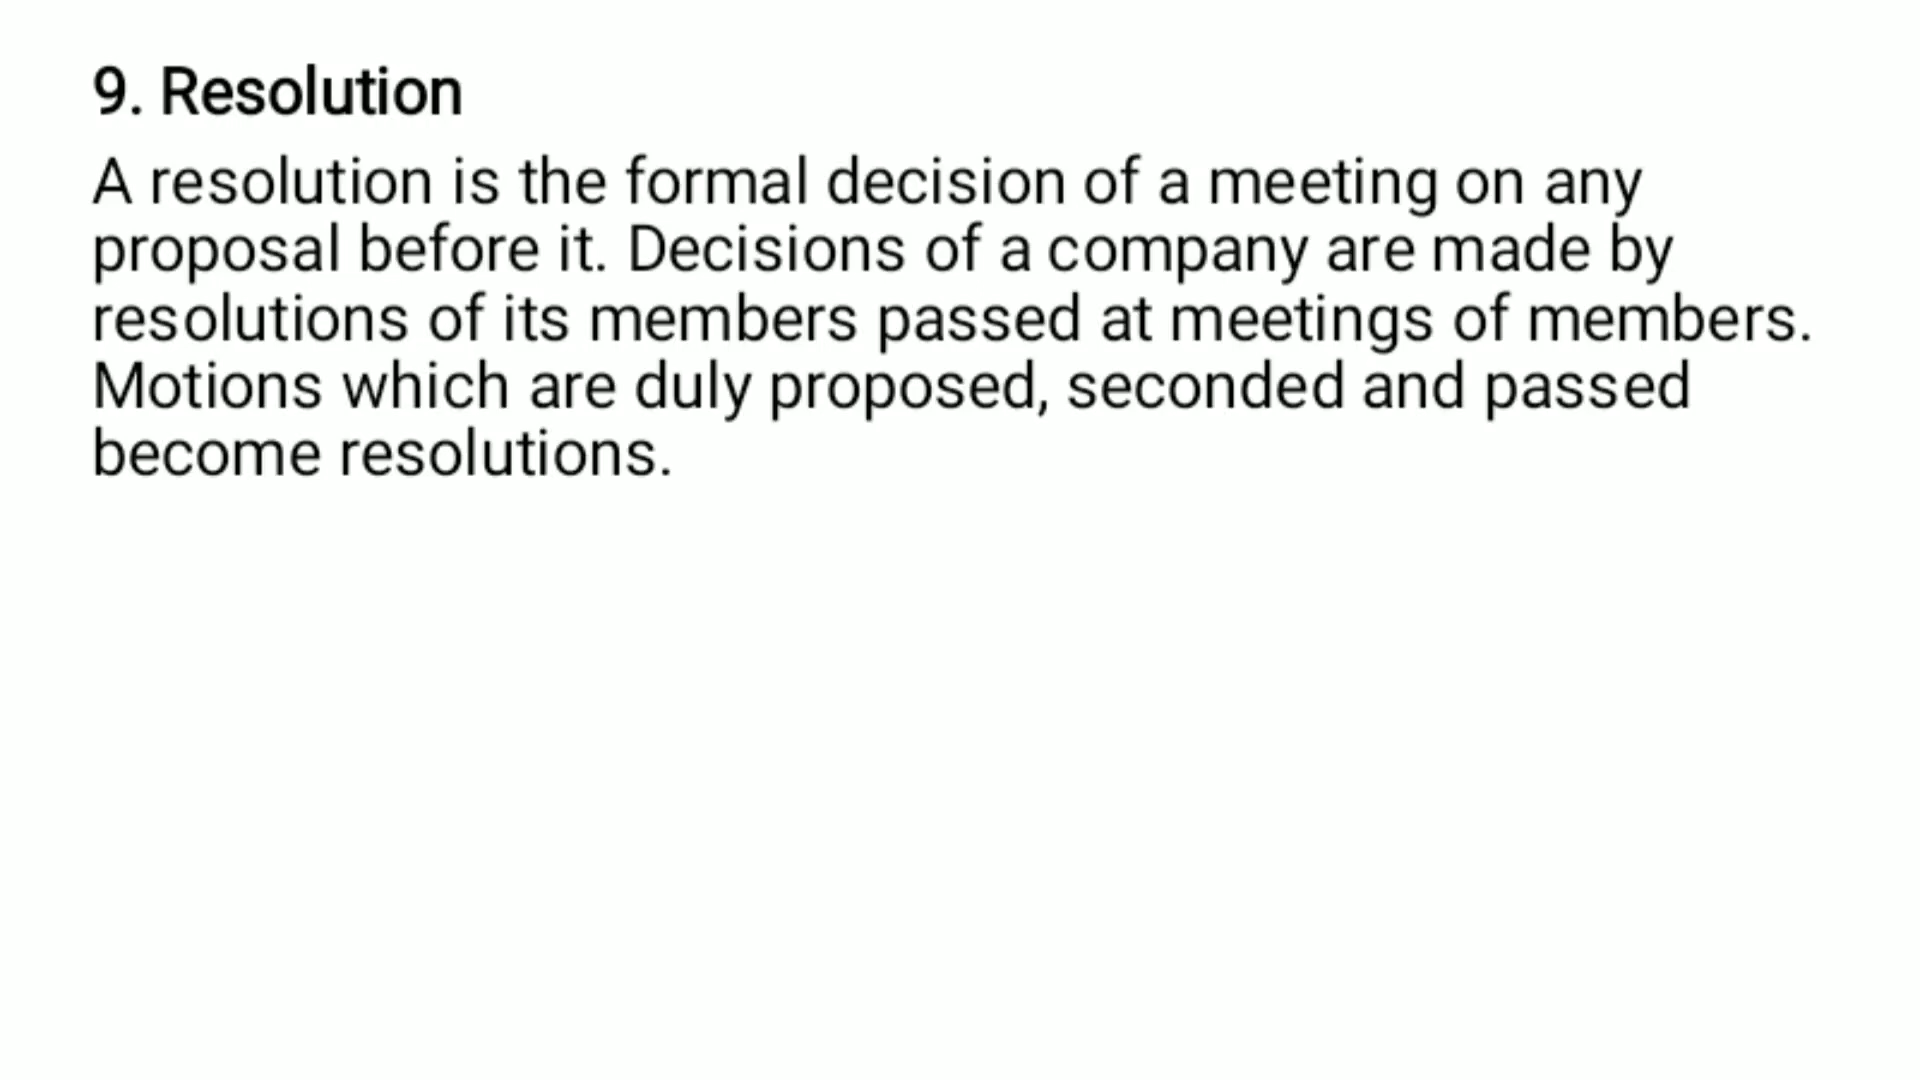 9. Resolution
A resolution is the formal decision of a meeting on any
proposal before it. Decisions of a company are made by
resolutions of its members passed at meetings of members.
Motions which are duly proposed, seconded and passed
become resolutions.